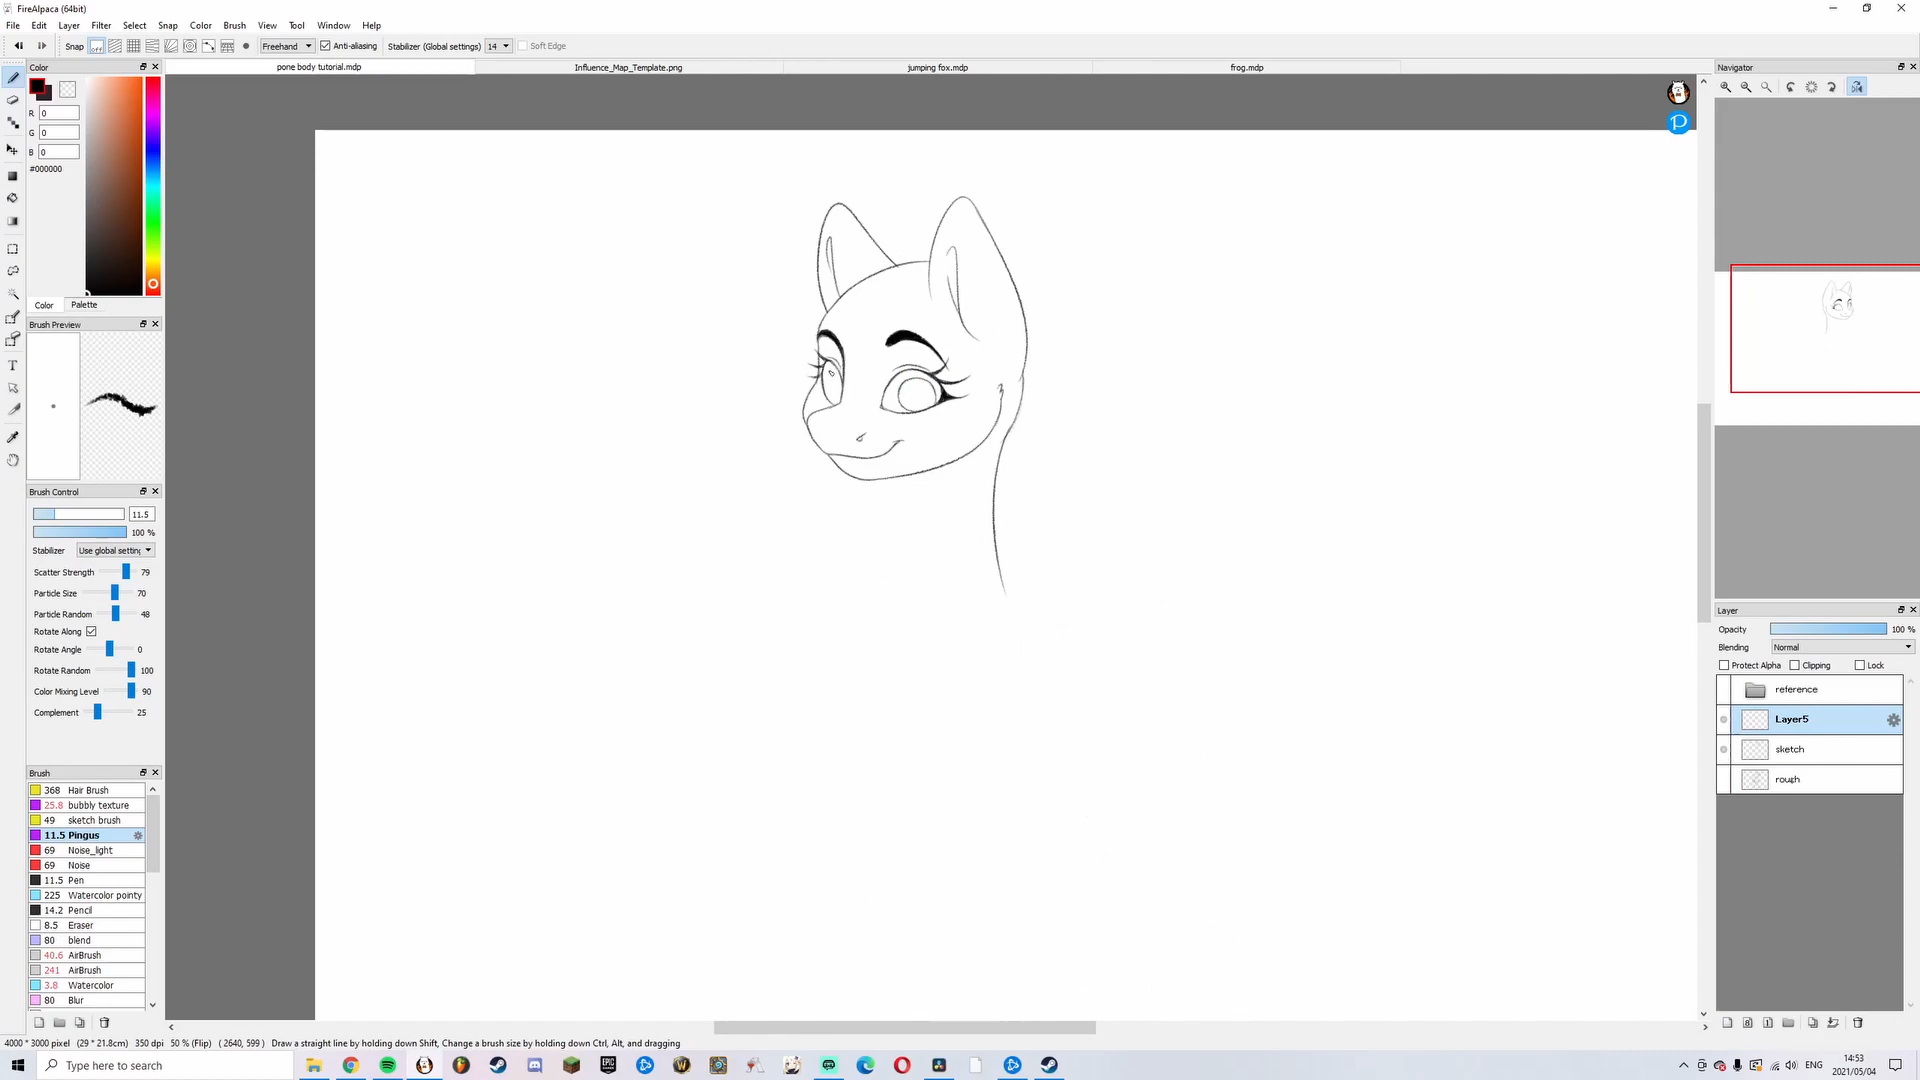 FireAlpaca (64bit)
File Edit Layer Filter Select Snap Color Brush View Tool Window Help
Snap off Freehand Anti-aliasing Stabilizer (Global settings) 14 Soft Edge
Color
pone body tutorial.mdp Influence_Map_Template.png jumping fox.mdp frog.mdp
Navigator
R 0
G 0
B 0
#000000
Color Palette
Brush Preview
Brush Control
11.5
100 %
Stabilizer Use global setting
Scatter Strength 79
Particle Size 70
Particle Random 48
Rotate Along
Rotate Angle 0
Rotate Random 100
Color Mixing Level 90
Complement 25
Brush
368 Hair Brush
25.8 bubbly texture
49 sketch brush
11.5 Pingus
69 Noise_light
69 Noise
11.5 Pen
225 Watercolor pointy
14.2 Pencil
8.5 Eraser
80 blend
40.6 AirBrush
241 AirBrush
3.8 Watercolor
80 Blur
Layer
Opacity 100 %
Blending Normal
Protect Alpha Clipping Lock
reference
Layer5
sketch
rough
4000 * 3000 pixel (29 * 21.8cm) 350 dpi 50 % (Flip) ( 2640, 599 ) Draw a straight line by holding down Shift, Change a brush size by holding down Ctrl, Alt, and dragging
Type here to search
ENG
14:53
2021/05/04